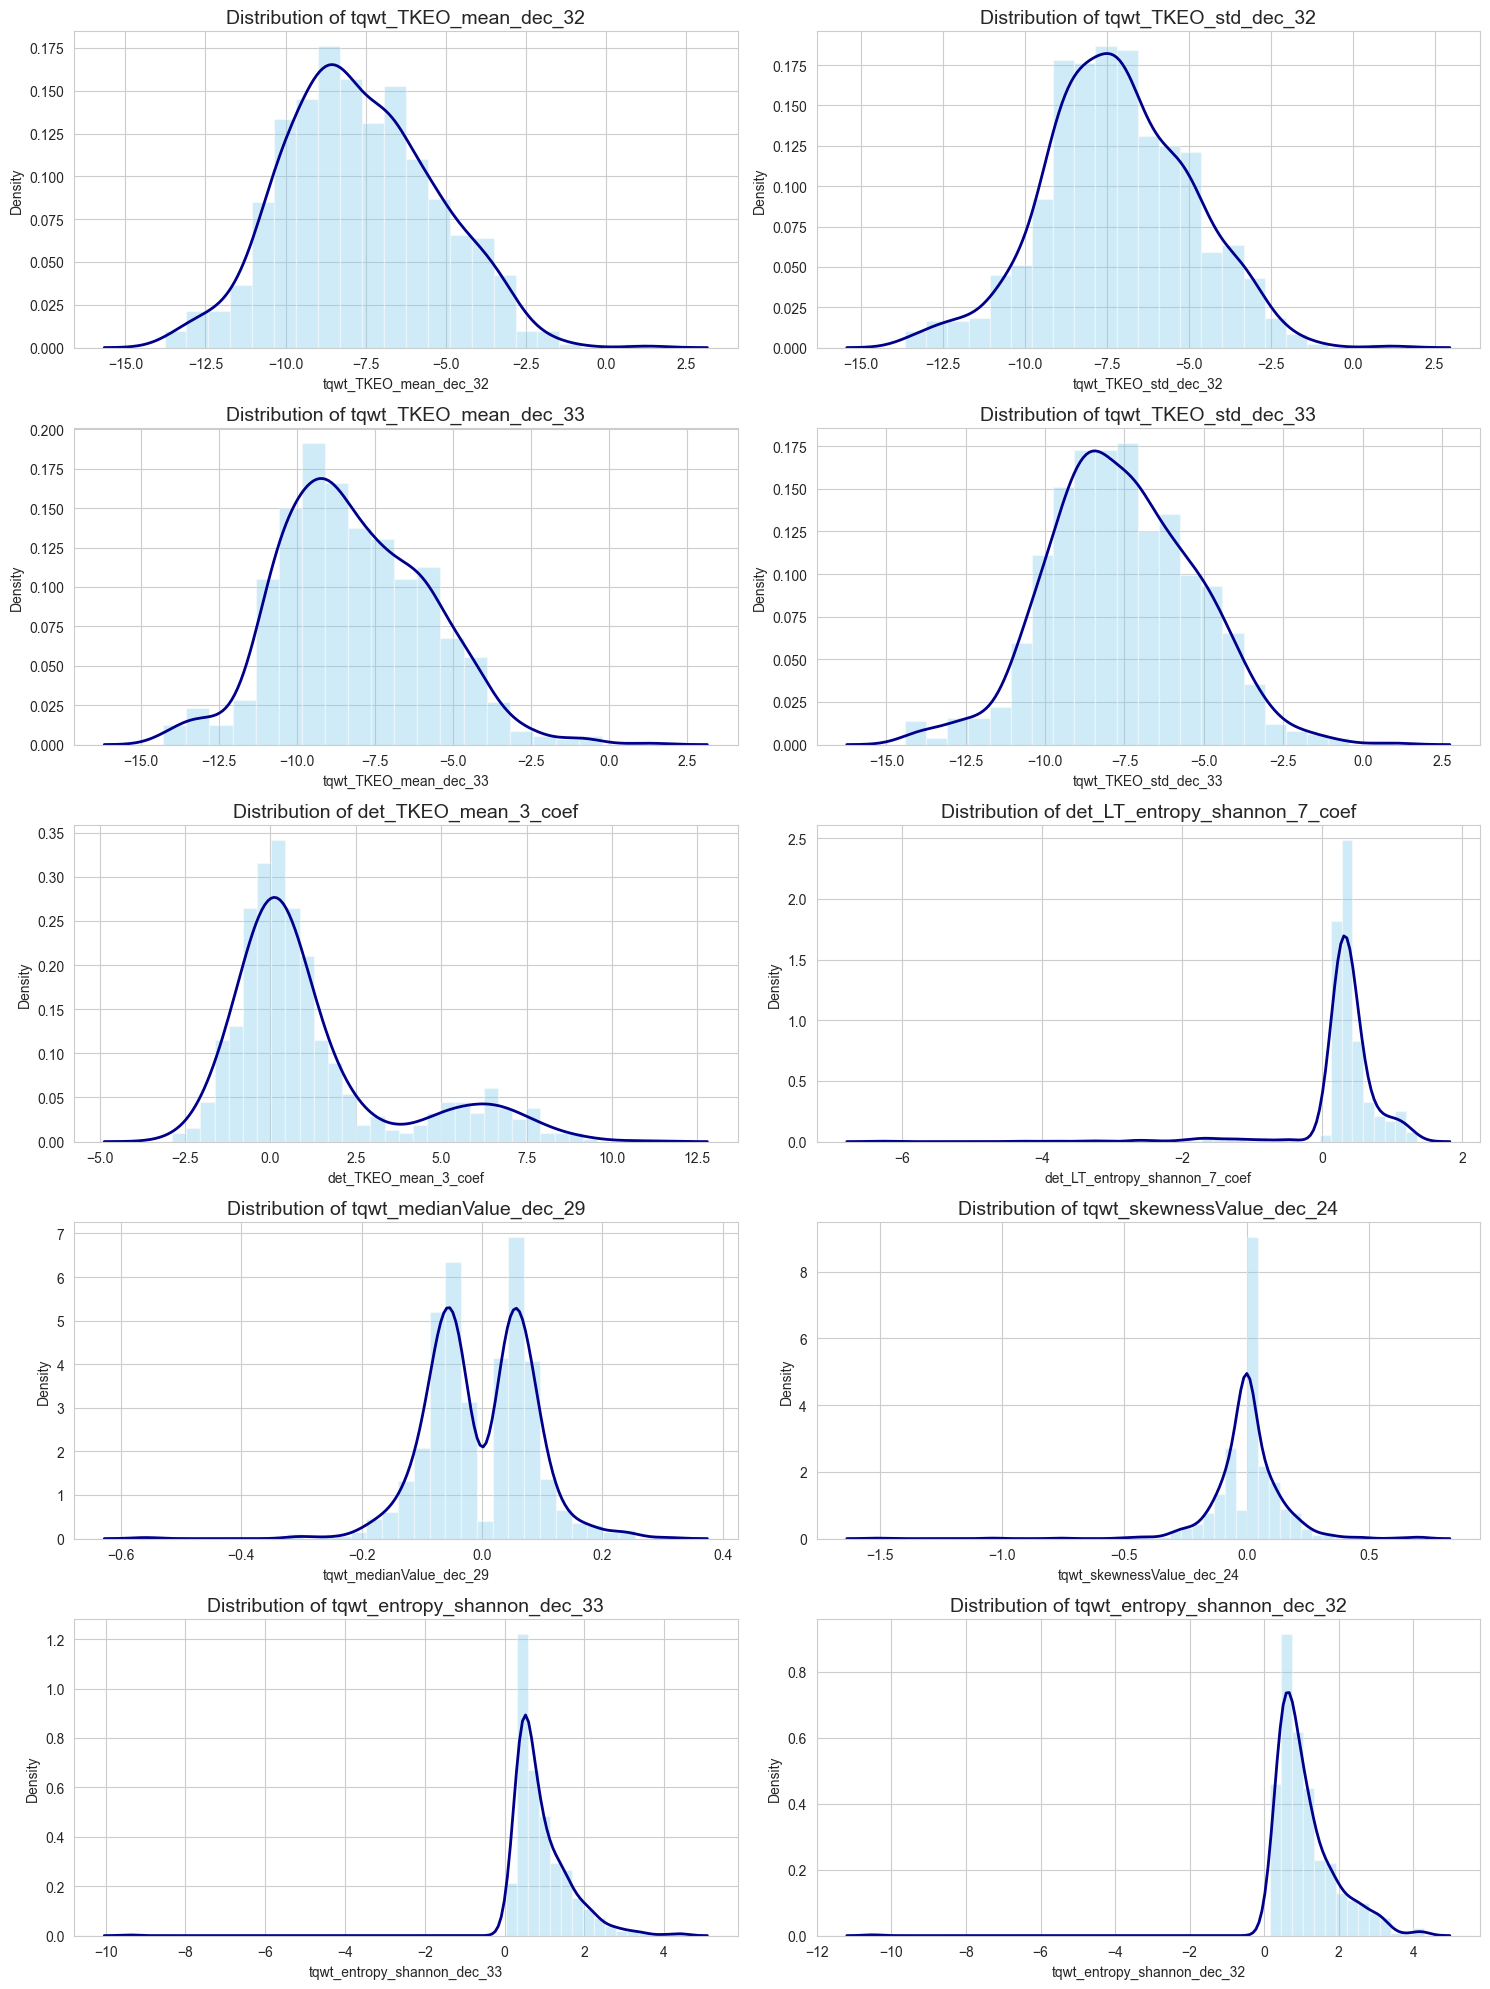 Distribution of tqwt_TKEO_mean_dec_32
Density
0.175
0.150
0.125
0.100
0.075
0.050
0.025
0.000
−15.0 −12.5 −10.0 −7.5 −5.0 −2.5 0.0 2.5
tqwt_TKEO_mean_dec_32
Distribution of tqwt_TKEO_std_dec_32
Density
0.175
0.150
0.125
0.100
0.075
0.050
0.025
0.000
−15.0 −12.5 −10.0 −7.5 −5.0 −2.5 0.0 2.5
tqwt_TKEO_std_dec_32
Distribution of tqwt_TKEO_mean_dec_33
Density
0.200
0.175
0.150
0.125
0.100
0.075
0.050
0.025
0.000
−15.0 −12.5 −10.0 −7.5 −5.0 −2.5 0.0 2.5
tqwt_TKEO_mean_dec_33
Distribution of tqwt_TKEO_std_dec_33
Density
0.175
0.150
0.125
0.100
0.075
0.050
0.025
0.000
−15.0 −12.5 −10.0 −7.5 −5.0 −2.5 0.0 2.5
tqwt_TKEO_std_dec_33
Distribution of det_TKEO_mean_3_coef
Density
0.35
0.30
0.25
0.20
0.15
0.10
0.05
0.00
−5.0 −2.5 0.0 2.5 5.0 7.5 10.0 12.5
det_TKEO_mean_3_coef
Distribution of det_LT_entropy_shannon_7_coef
Density
2.5
2.0
1.5
1.0
0.5
0.0
−6 −4 −2 0 2
det_LT_entropy_shannon_7_coef
Distribution of tqwt_medianValue_dec_29
Density
7
6
5
4
3
2
1
0
−0.6 −0.4 −0.2 0.0 0.2 0.4
tqwt_medianValue_dec_29
Distribution of tqwt_skewnessValue_dec_24
Density
8
6
4
2
0
−1.5 −1.0 −0.5 0.0 0.5
tqwt_skewnessValue_dec_24
Distribution of tqwt_entropy_shannon_dec_33
Density
1.2
1.0
0.8
0.6
0.4
0.2
0.0
−10 −8 −6 −4 −2 0 2 4
tqwt_entropy_shannon_dec_33
Distribution of tqwt_entropy_shannon_dec_32
Density
0.8
0.6
0.4
0.2
0.0
−12 −10 −8 −6 −4 −2 0 2 4
tqwt_entropy_shannon_dec_32